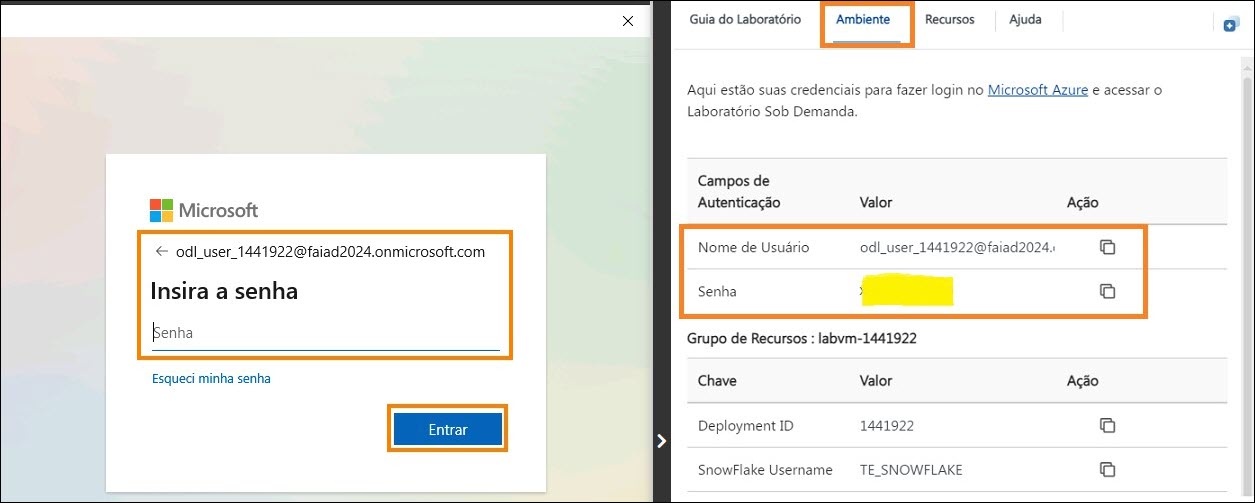 Microsoft
odl_user_1441922@faiad2024.onmicrosoft.com
Insira a senha
Senha
Esqueci minha senha
Entrar
Guia do Laboratório
Ambiente
Recursos
Ajuda
Aqui estão suas credenciais para fazer login no Microsoft Azure e acessar o
Laboratório Sob Demanda.
Campos de
Autenticação
Valor
Ação
Nome de Usuário
odl_user_1441922@faiad2024.
Senha
Grupo de Recursos : labvm-1441922
Chave
Valor
Ação
Deployment ID
1441922
SnowFlake Username
TE_SNOWFLAKE